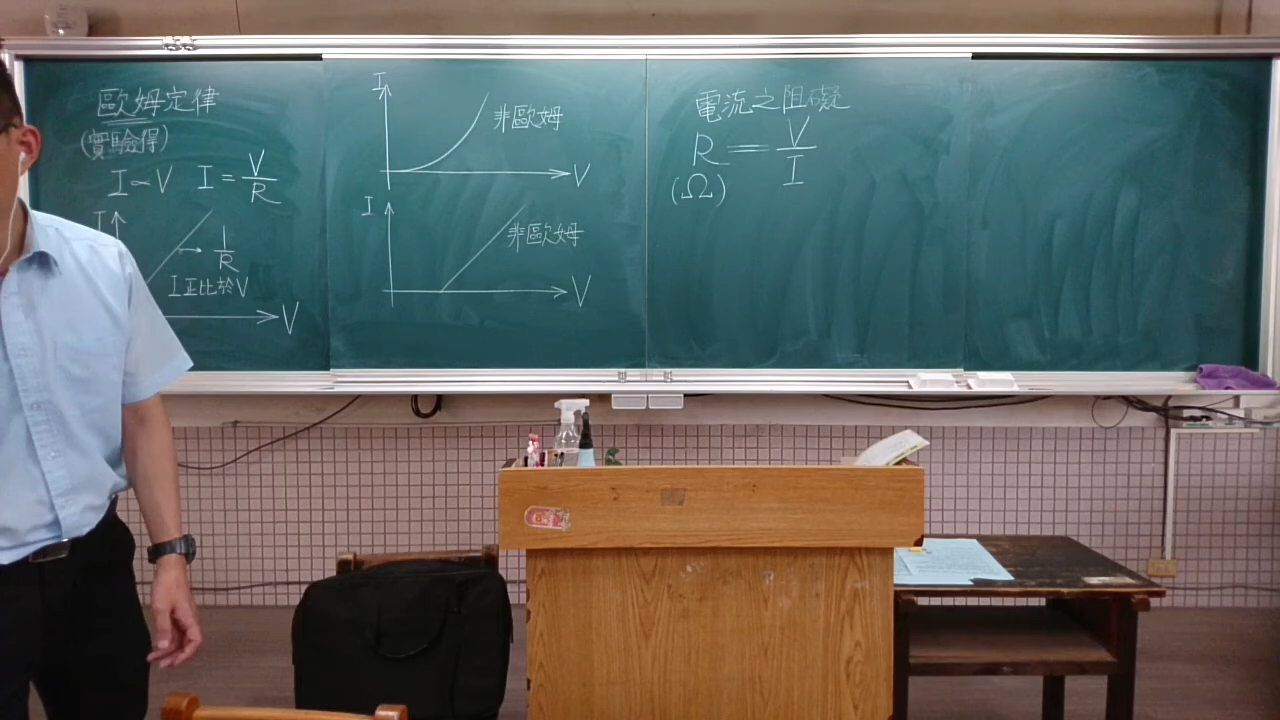 歐姆定律
(實驗得)
I∝V I=V/R
I
→1/R
I正比於V
V
I
非歐姆
V
I
非歐姆
V
電流之阻礙
R=V/I
(Ω)